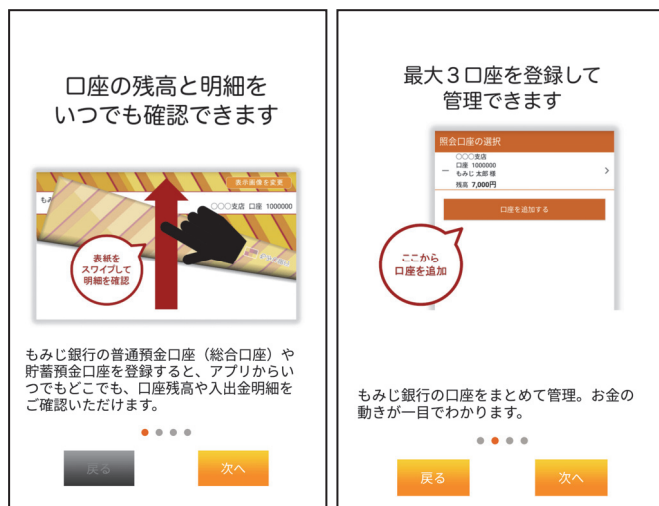 口座の残高と明細を
いつでも確認できます
表示画像を変更
もみ
○○○支店 口座 1000000
表紙を
スワイプして
明細を確認
もみじ銀行の普通預金口座（総合口座）や
貯蓄預金口座を登録すると、アプリからい
つでもどこでも、口座残高や入出金明細を
ご確認いただけます。
戻る
次へ
最大３口座を登録して
管理できます
照会口座の選択
○○○支店
口座 1000000
もみじ 太郎 様
残高 7,000円
口座を追加する
ここから
口座を追加
もみじ銀行の口座をまとめて管理。お金の
動きが一目でわかります。
戻る
次へ